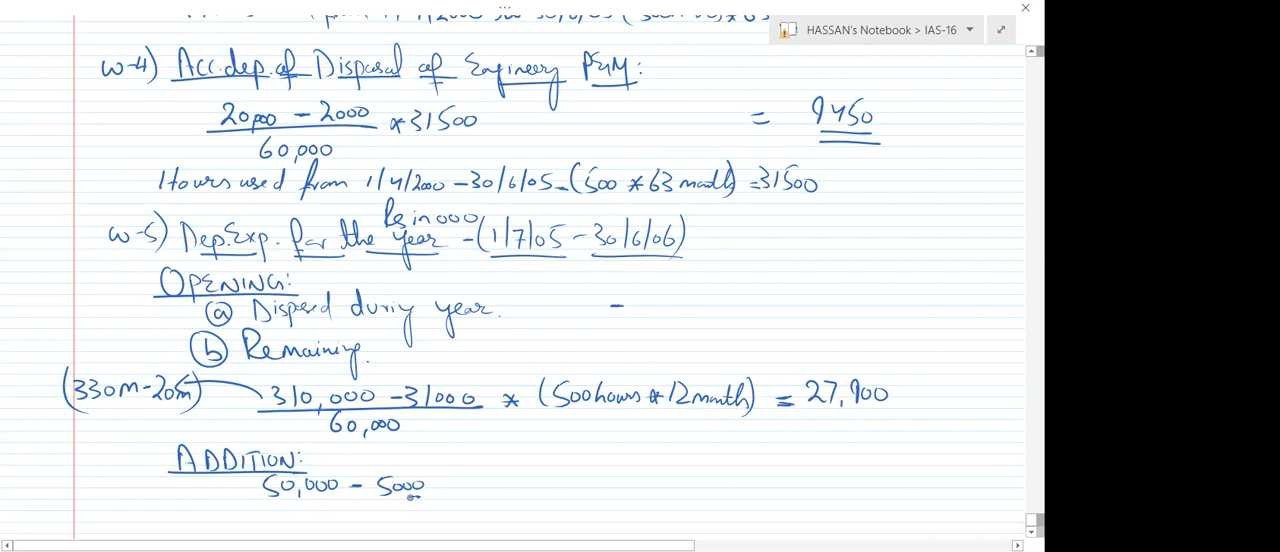 HASSAN's Notebook > IAS-16
w-4) Acc.dep.of Disposal of Engineery P&M:
20,000 - 2000 / 60,000 * 31500 = 9450
Hours used from 1/4/2000 - 30/6/05 - (500 * 63 month) = 31500
Rs in 000
w-5) Dep.Exp. for the year - (1/7/05 - 30/6/06)
OPENING:
(a) Disposed during year. -
(b) Remaining.
(330m - 20m) 310,000 - 31000 / 60,000 * (500 hours * 12 month) = 27,900
ADDITION:
50,000 - 5000